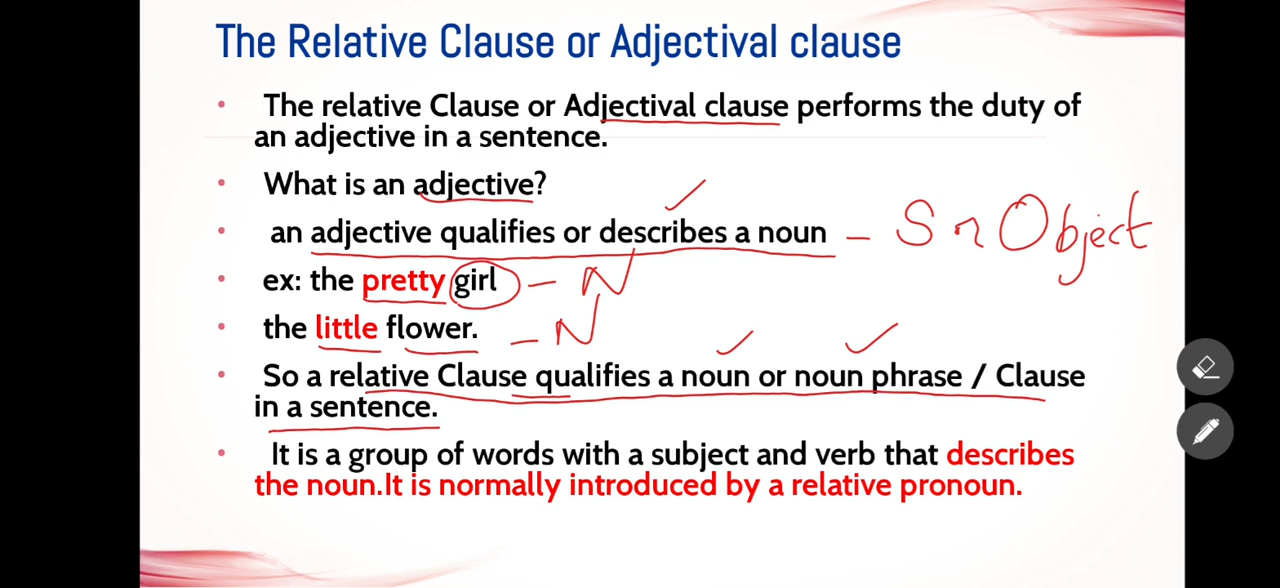 The Relative Clause or Adjectival clause
• The relative Clause or Adjectival clause performs the duty of
an adjective in a sentence.
• What is an adjective?
• an adjective qualifies or describes a noun – S r Object
• ex: the pretty girl – N
• the little flower. – N
• So a relative Clause qualifies a noun or noun phrase / Clause
in a sentence.
• It is a group of words with a subject and verb that describes
the noun.It is normally introduced by a relative pronoun.